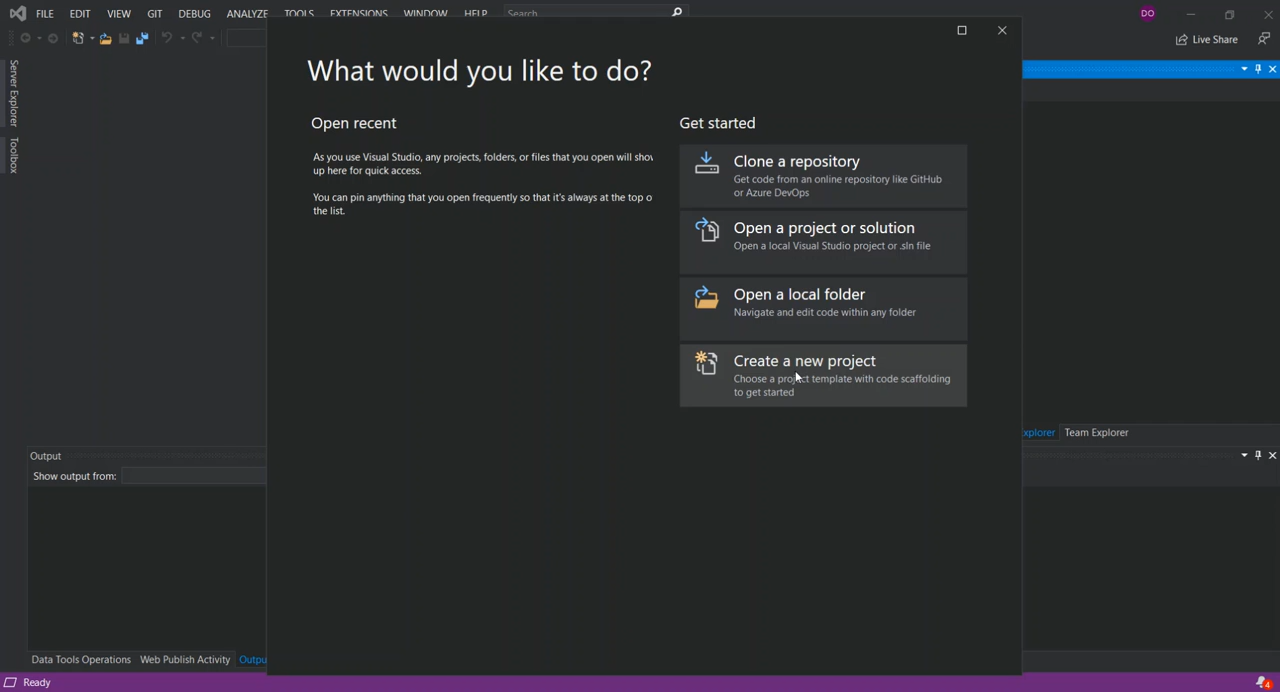 FILE EDIT VIEW GIT DEBUG ANALYZE TOOLS EXTENSIONS WINDOW HELP Search DO
Live Share
Server Explorer
Toolbox
What would you like to do?
Open recent
As you use Visual Studio, any projects, folders, or files that you open will show
up here for quick access.
You can pin anything that you open frequently so that it's always at the top o
the list.
Get started
Clone a repository
Get code from an online repository like GitHub
or Azure DevOps
Open a project or solution
Open a local Visual Studio project or .sln file
Open a local folder
Navigate and edit code within any folder
Create a new project
Choose a project template with code scaffolding
to get started
xplorer Team Explorer
Output
Show output from:
Data Tools Operations Web Publish Activity Outpu
Ready
4